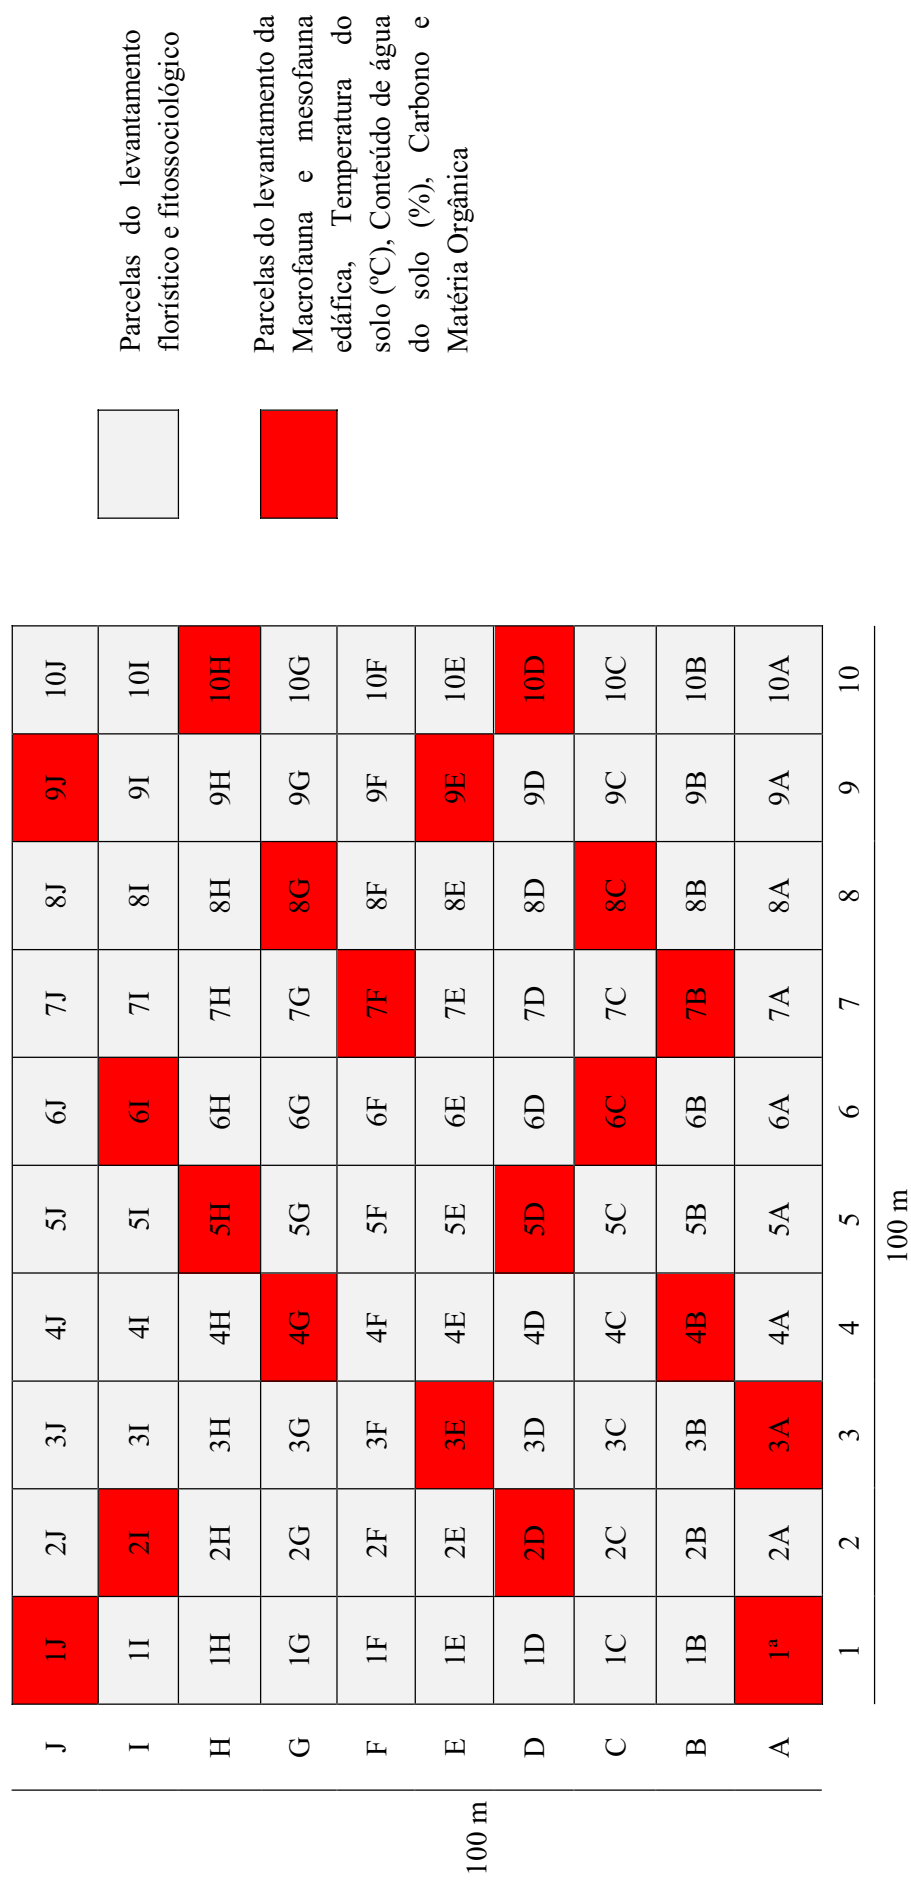 J 1J 2J 3J 4J 5J 6J 7J 8J 9J 10J
I 1I 2I 3I 4I 5I 6I 7I 8I 9I 10I
H 1H 2H 3H 4H 5H 6H 7H 8H 9H 10H
G 1G 2G 3G 4G 5G 6G 7G 8G 9G 10G
F 1F 2F 3F 4F 5F 6F 7F 8F 9F 10F
E 1E 2E 3E 4E 5E 6E 7E 8E 9E 10E
D 1D 2D 3D 4D 5D 6D 7D 8D 9D 10D
C 1C 2C 3C 4C 5C 6C 7C 8C 9C 10C
B 1B 2B 3B 4B 5B 6B 7B 8B 9B 10B
A 1ª 2A 3A 4A 5A 6A 7A 8A 9A 10A
1 2 3 4 5 6 7 8 9 10
100 m
100 m
Parcelas do levantamento
florístico e fitossociológico
Parcelas do levantamento da
Macrofauna e mesofauna
edáfica, Temperatura do
solo (ºC), Conteúdo de água
do solo (%), Carbono e
Matéria Orgânica